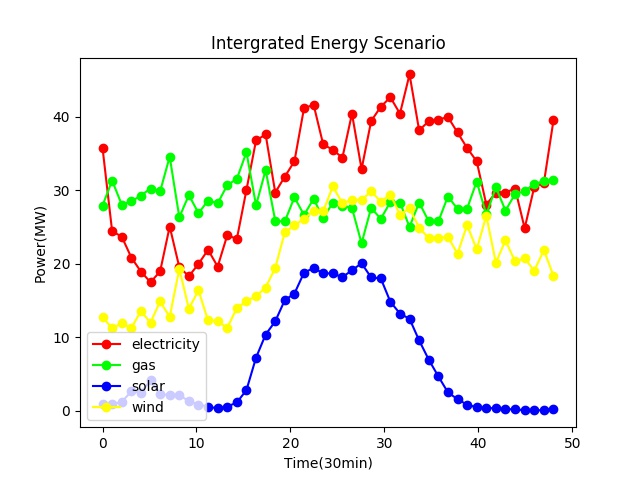 Intergrated Energy Scenario
Power(MW)
40
30
20
10
0
electricity
gas
solar
wind
0 10 20 30 40 50
Time(30min)